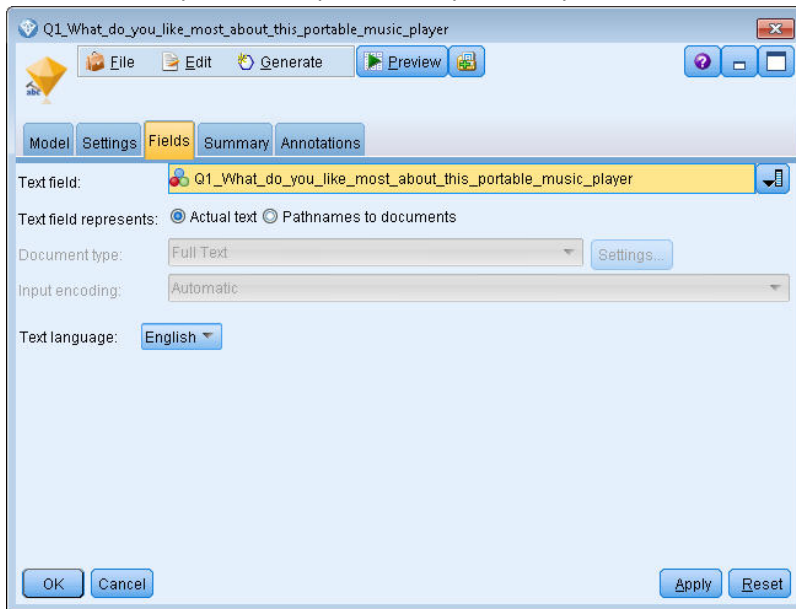 Q1_What_do_you_like_most_about_this_portable_music_player
File Edit Generate Preview
abc
Model Settings Fields Summary Annotations
Text field: Q1_What_do_you_like_most_about_this_portable_music_player
Text field represents: Actual text Pathnames to documents
Document type: Full Text Settings...
Input encoding: Automatic
Text language: English
OK Cancel Apply Reset